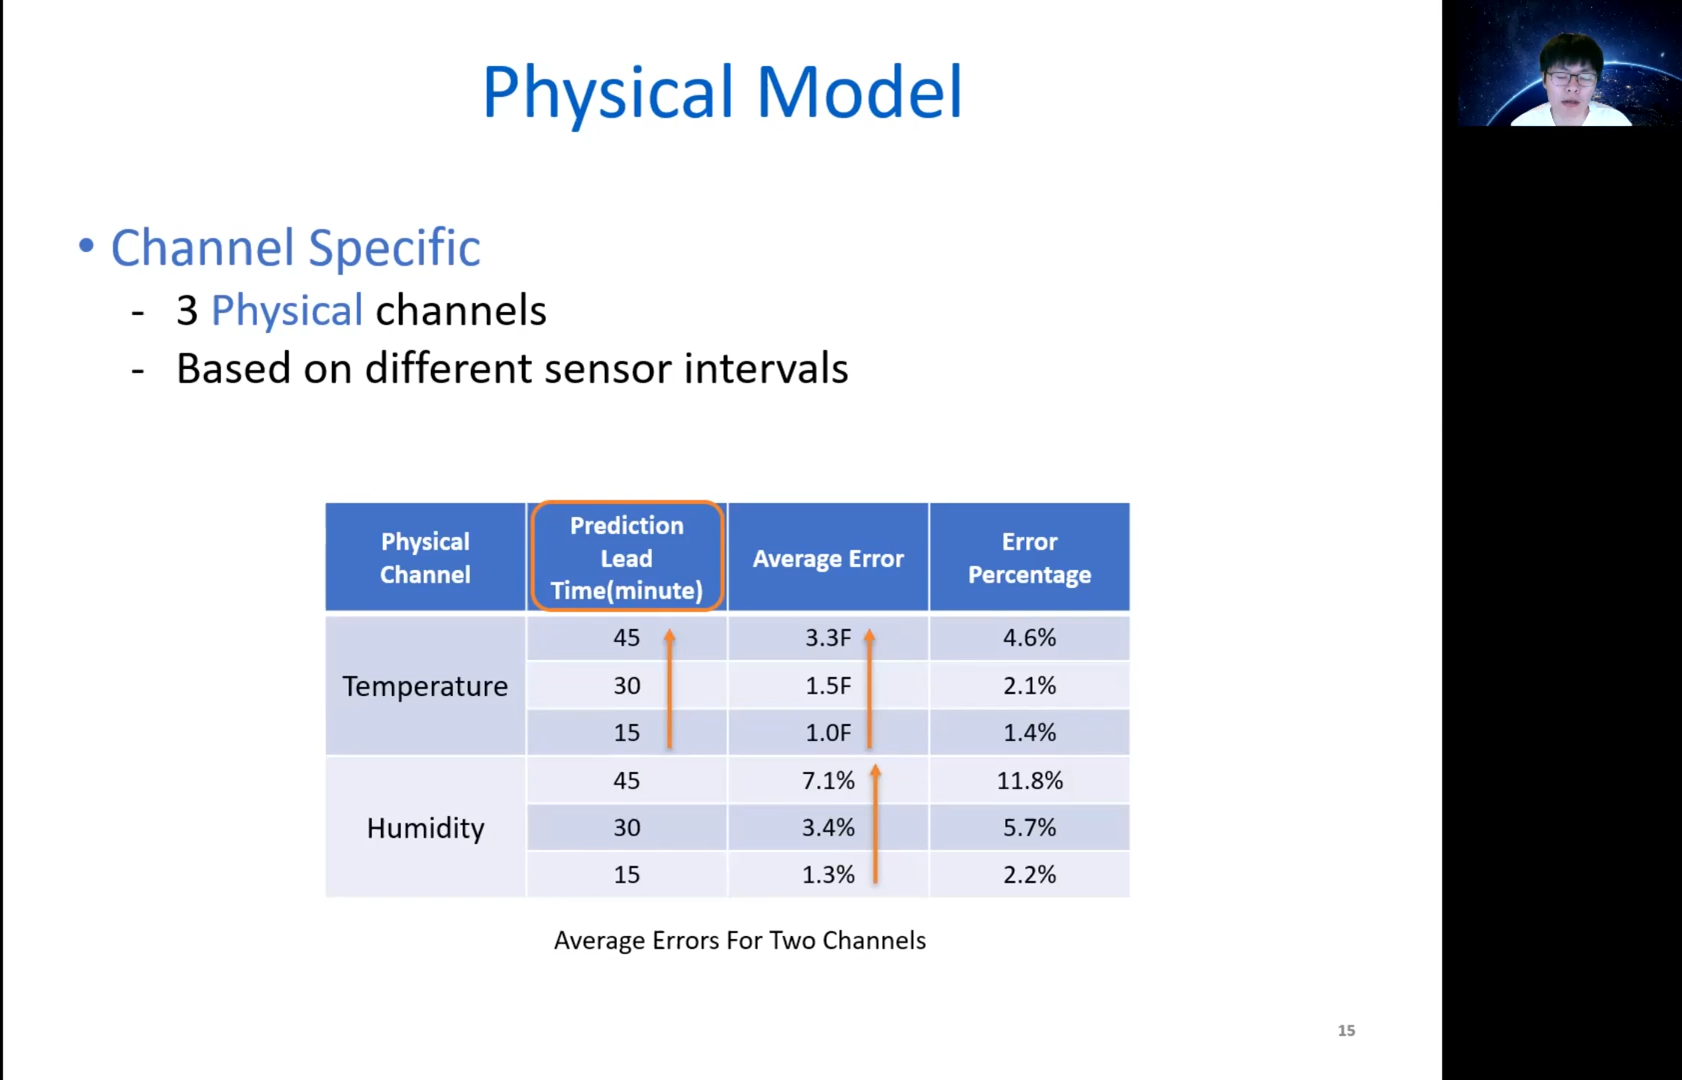 Physical Model
• Channel Specific
- 3 Physical channels
- Based on different sensor intervals
Physical Channel
Prediction Lead Time(minute)
Average Error
Error Percentage
Temperature
45 3.3F 4.6%
30 1.5F 2.1%
15 1.0F 1.4%
Humidity
45 7.1% 11.8%
30 3.4% 5.7%
15 1.3% 2.2%
Average Errors For Two Channels
15